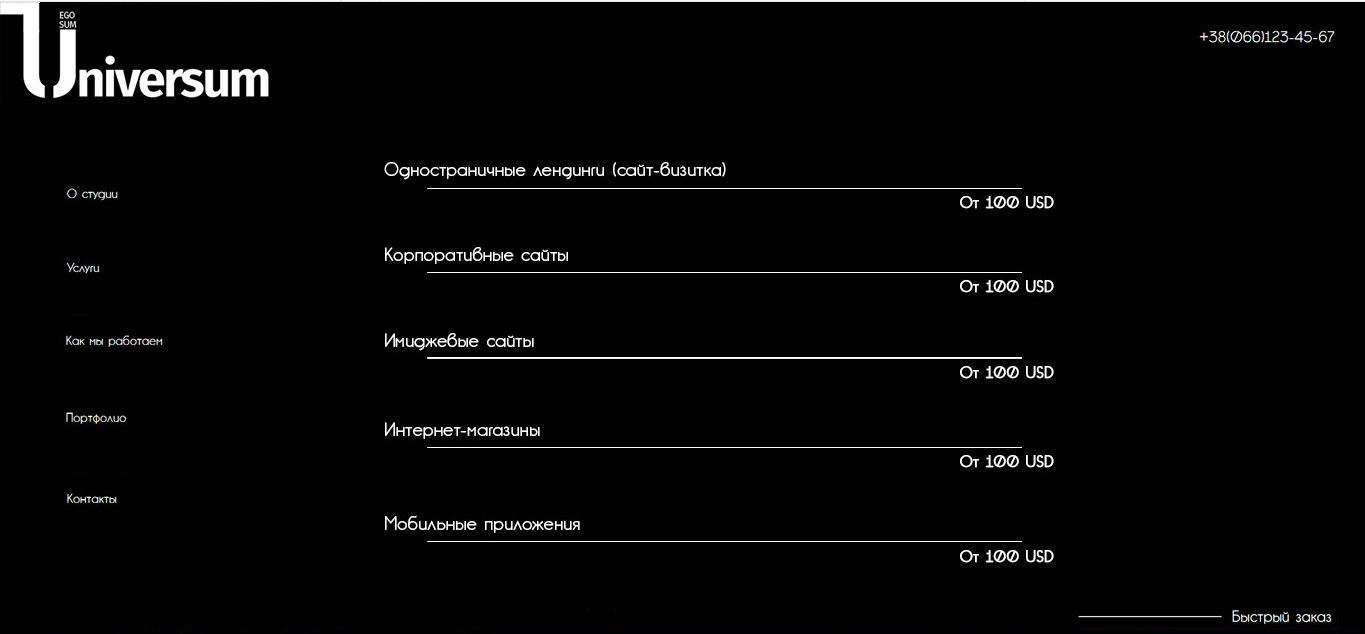 EGO
SUM
Universum
+38(066)123-45-67
О студии
Услуги
Как мы работаем
Портфолио
Контакты
Одностраничные лендинги (сайт-визитка)
От 100 USD
Корпоративные сайты
От 100 USD
Имиджевые сайты
От 100 USD
Интернет-магазины
От 100 USD
Мобильные приложения
От 100 USD
Быстрый заказ